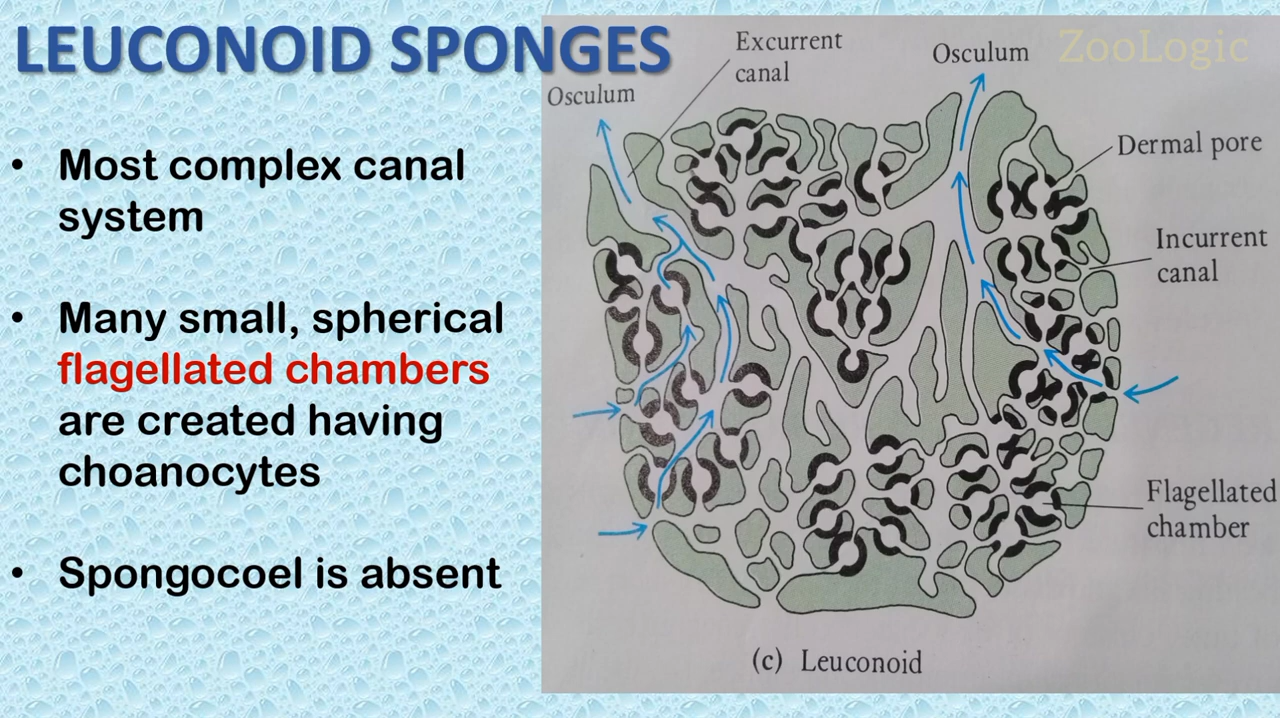 LEUCONOID SPONGES
• Most complex canal
system
• Many small, spherical
flagellated chambers
are created having
choanocytes
• Spongocoel is absent
ZooLogic
Excurrent
canal
Osculum
Osculum
Dermal pore
Incurrent
canal
Flagellated
chamber
(c) Leuconoid